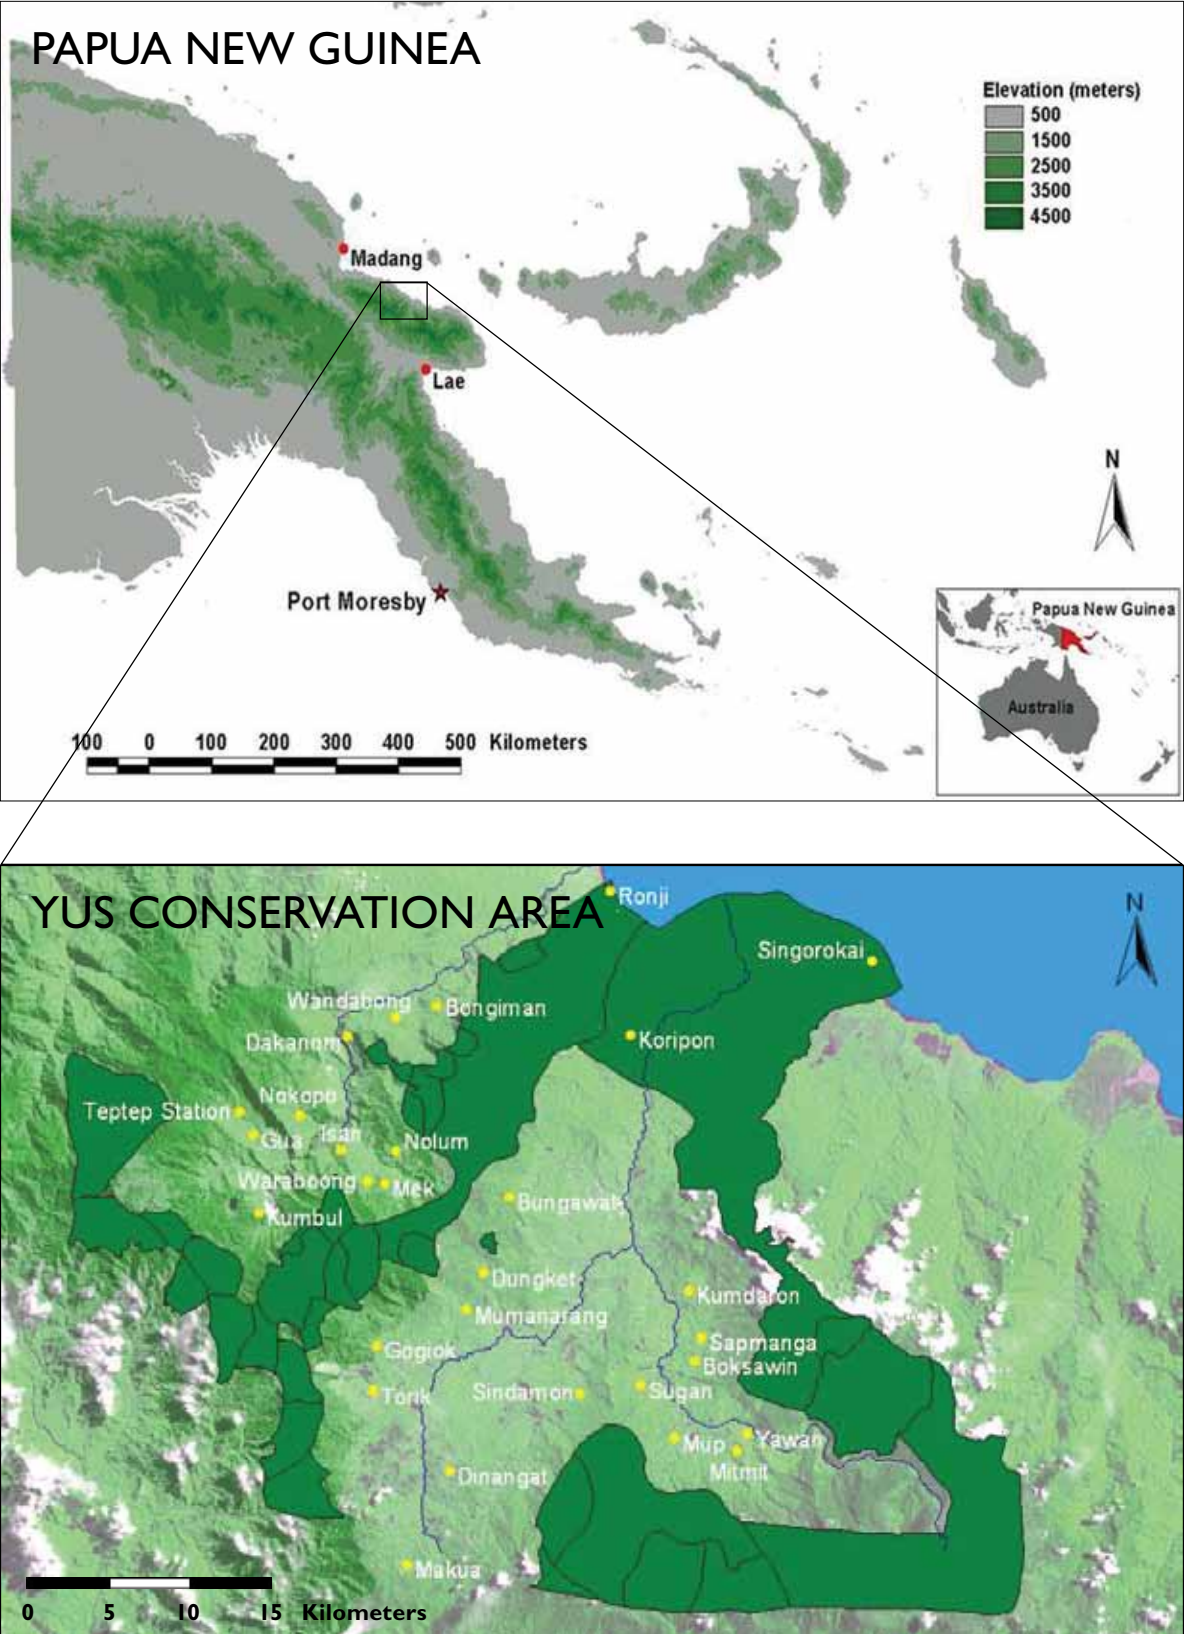 PAPUA NEW GUINEA
Elevation (meters)
500
1500
2500
3500
4500
Madang
Lae
N
Port Moresby
Papua New Guinea
Australia
100 0 100 200 300 400 500 Kilometers
YUS CONSERVATION AREA
Ronji
N
Singorokai
Wandabong
Bongiman
Dakanom
Koripon
Nokopo
Teptep Station
Gua
Isan
Nolum
Waraboong
Mek
Bungawat
Kumbul
Dungket
Kumdaron
Mumanarang
Sapmanga
Gogiok
Boksawin
Torik
Sindamon
Sugan
Mup
Yawan
Mitmit
Dinangat
Makua
0 5 10 15 Kilometers